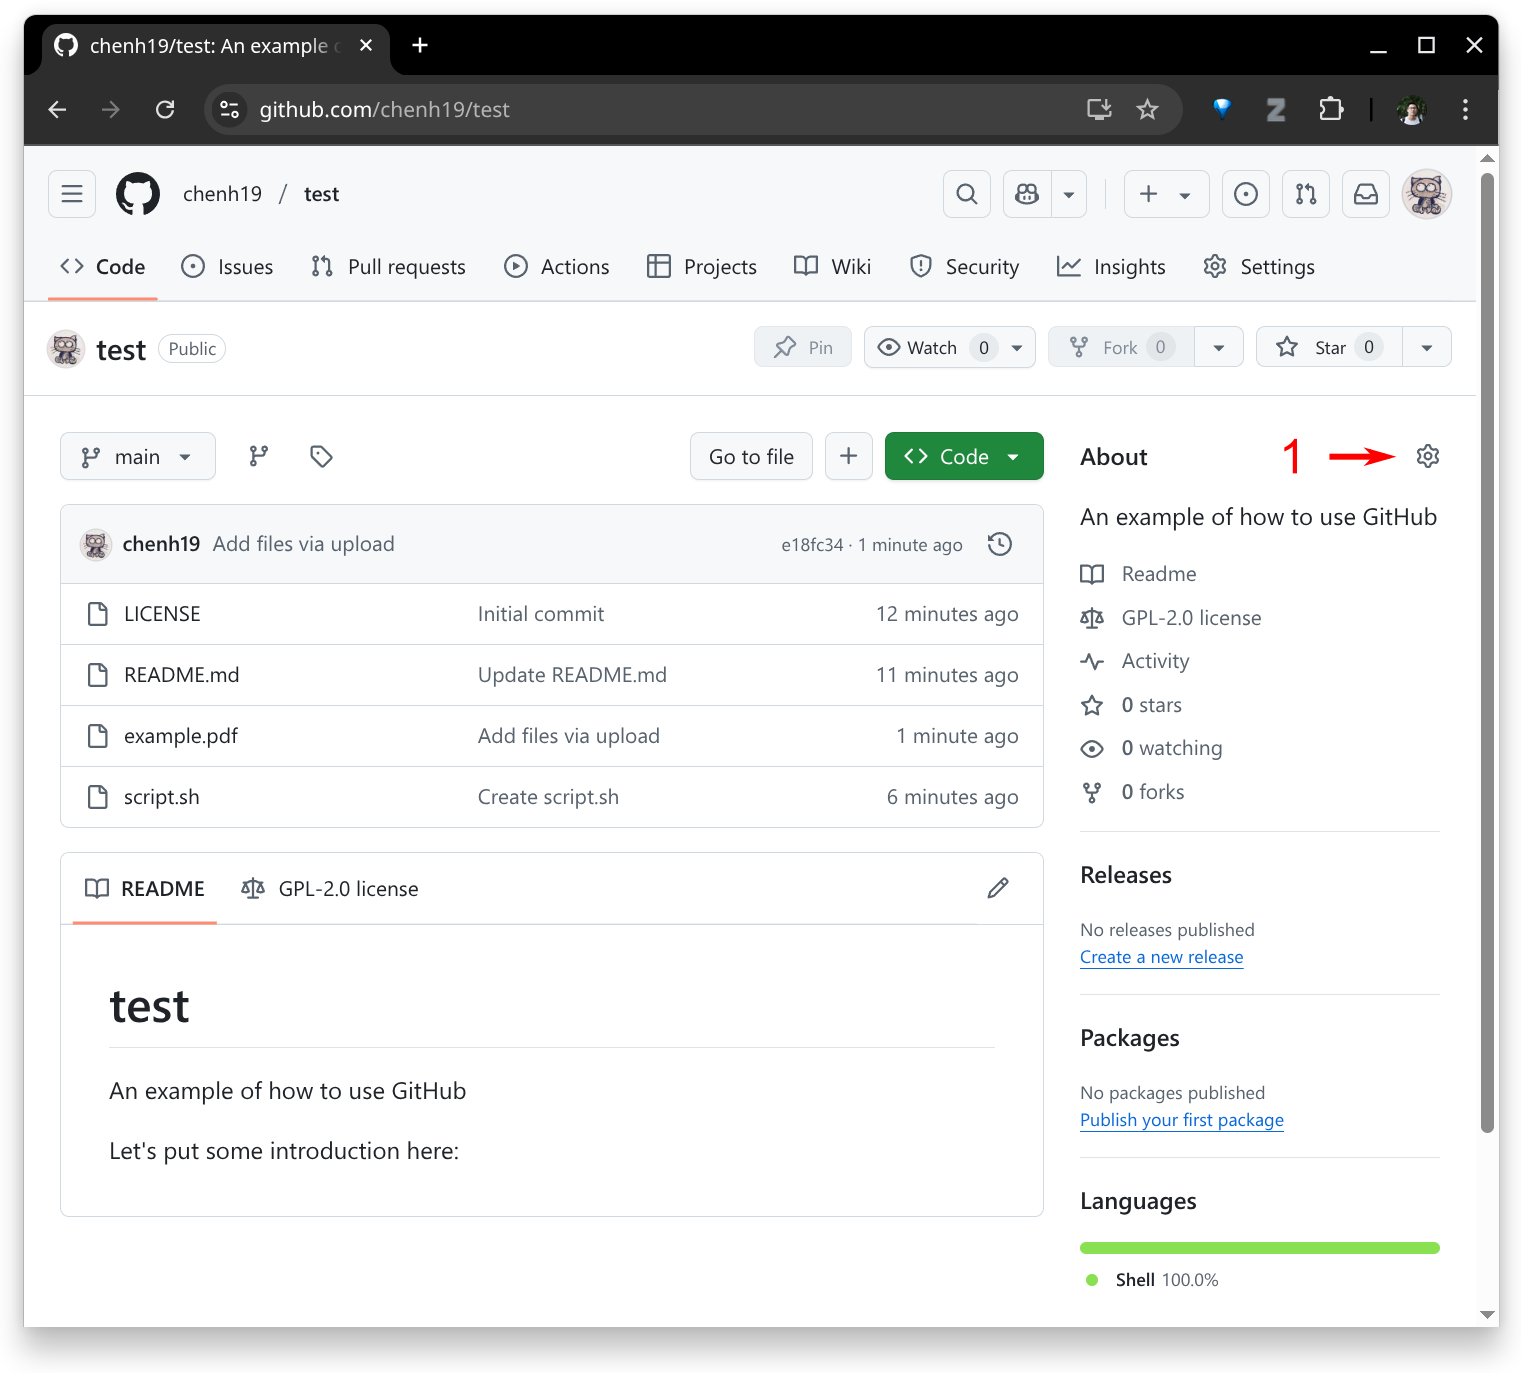 chenh19/test: An example
github.com/chenh19/test
chenh19 / test
Code Issues Pull requests Actions Projects Wiki Security Insights Settings
test Public Pin Watch 0 Fork 0 Star 0
main Go to file Code
About 1
An example of how to use GitHub
chenh19 Add files via upload e18fc34 · 1 minute ago
LICENSE Initial commit 12 minutes ago
README.md Update README.md 11 minutes ago
example.pdf Add files via upload 1 minute ago
script.sh Create script.sh 6 minutes ago
README GPL-2.0 license
test
An example of how to use GitHub
Let's put some introduction here:
Readme
GPL-2.0 license
Activity
0 stars
0 watching
0 forks
Releases
No releases published
Create a new release
Packages
No packages published
Publish your first package
Languages
Shell 100.0%